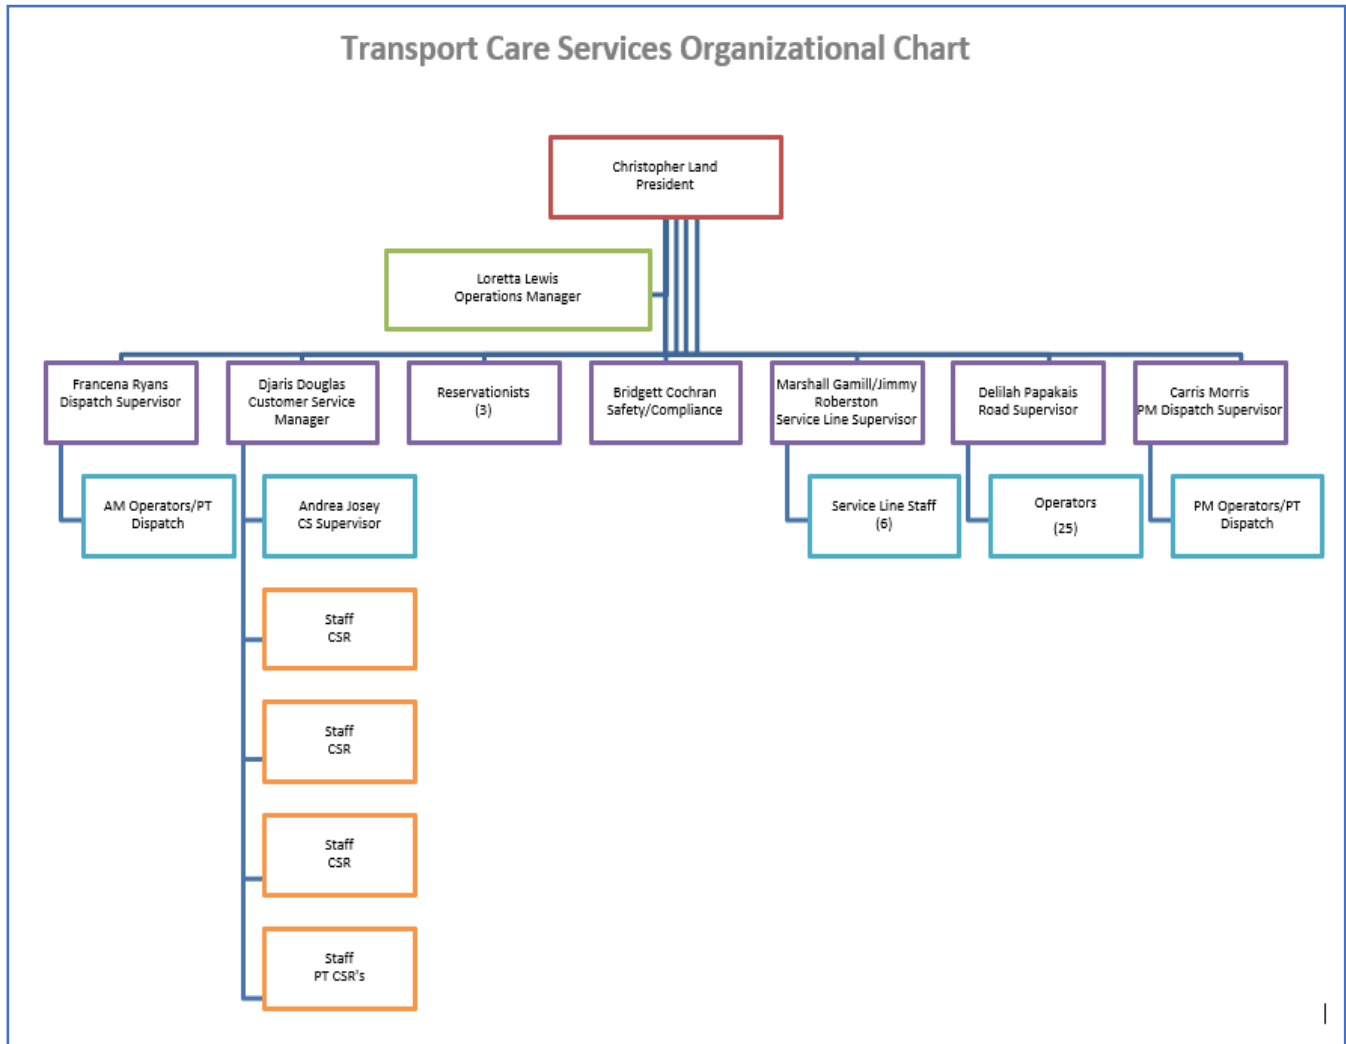 Transport Care Services Organizational Chart
Christopher Land
President
Loretta Lewis
Operations Manager
Francena Ryans
Dispatch Supervisor
Djaris Douglas
Customer Service
Manager
Reservationists
(3)
Bridgett Cochran
Safety/Compliance
Marshall Gamill/Jimmy
Roberston
Service Line Supervisor
Delilah Papakais
Road Supervisor
Carris Morris
PM Dispatch Supervisor
AM Operators/PT
Dispatch
Andrea Josey
CS Supervisor
Service Line Staff
(6)
Operators
(25)
PM Operators/PT
Dispatch
Staff
CSR
Staff
CSR
Staff
CSR
Staff
PT CSR's